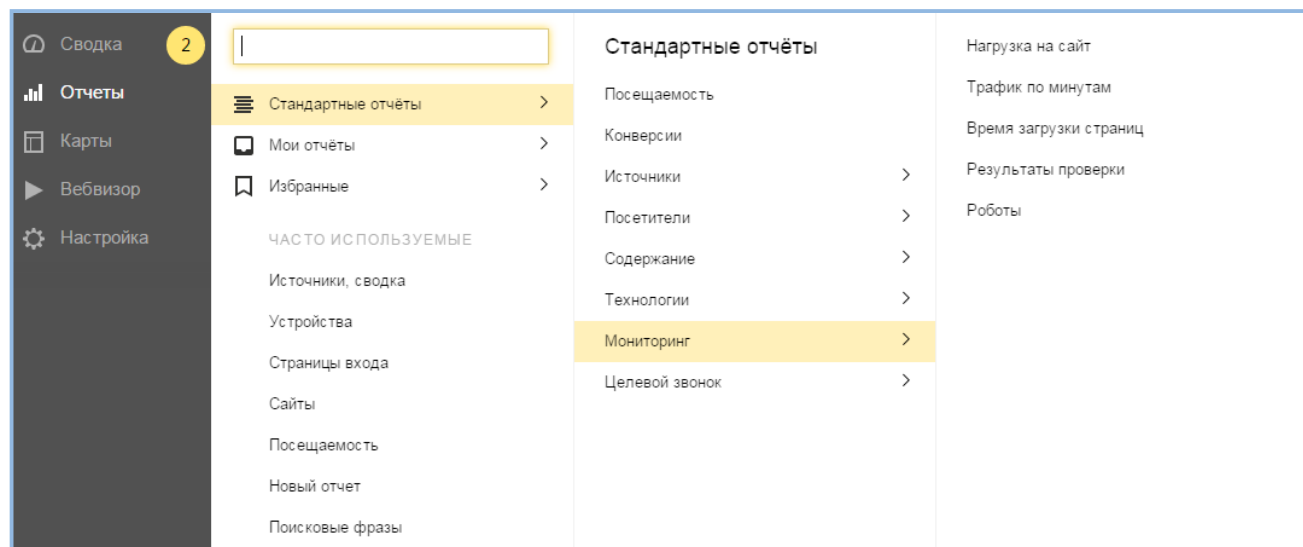 Сводка 2
Отчеты
Карты
Вебвизор
Настройка
Стандартные отчёты
Мои отчёты
Избранные
ЧАСТО ИСПОЛЬЗУЕМЫЕ
Источники, сводка
Устройства
Страницы входа
Сайты
Посещаемость
Новый отчет
Поисковые фразы
Стандартные отчёты
Посещаемость
Конверсии
Источники
Посетители
Содержание
Технологии
Мониторинг
Целевой звонок
Нагрузка на сайт
Трафик по минутам
Время загрузки страниц
Результаты проверки
Роботы